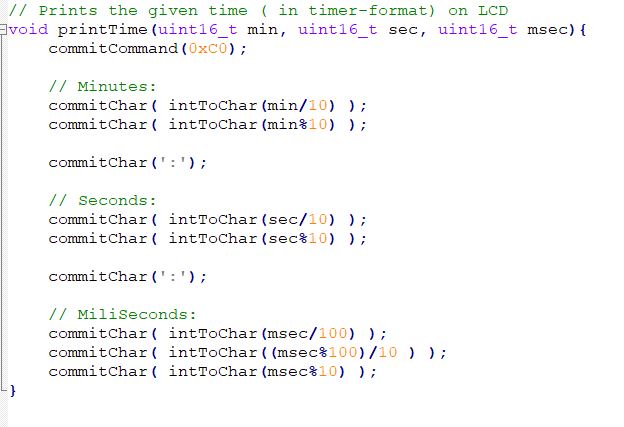 // Prints the given time ( in timer-format) on LCD
void printTime(uint16_t min, uint16_t sec, uint16_t msec){
    commitCommand(0xC0);

    // Minutes:
    commitChar( intToChar(min/10) );
    commitChar( intToChar(min%10) );

    commitChar(':');

    // Seconds:
    commitChar( intToChar(sec/10) );
    commitChar( intToChar(sec%10) );

    commitChar(':');

    // MiliSeconds:
    commitChar( intToChar(msec/100) );
    commitChar( intToChar((msec%100)/10 ) );
    commitChar( intToChar(msec%10) );
}